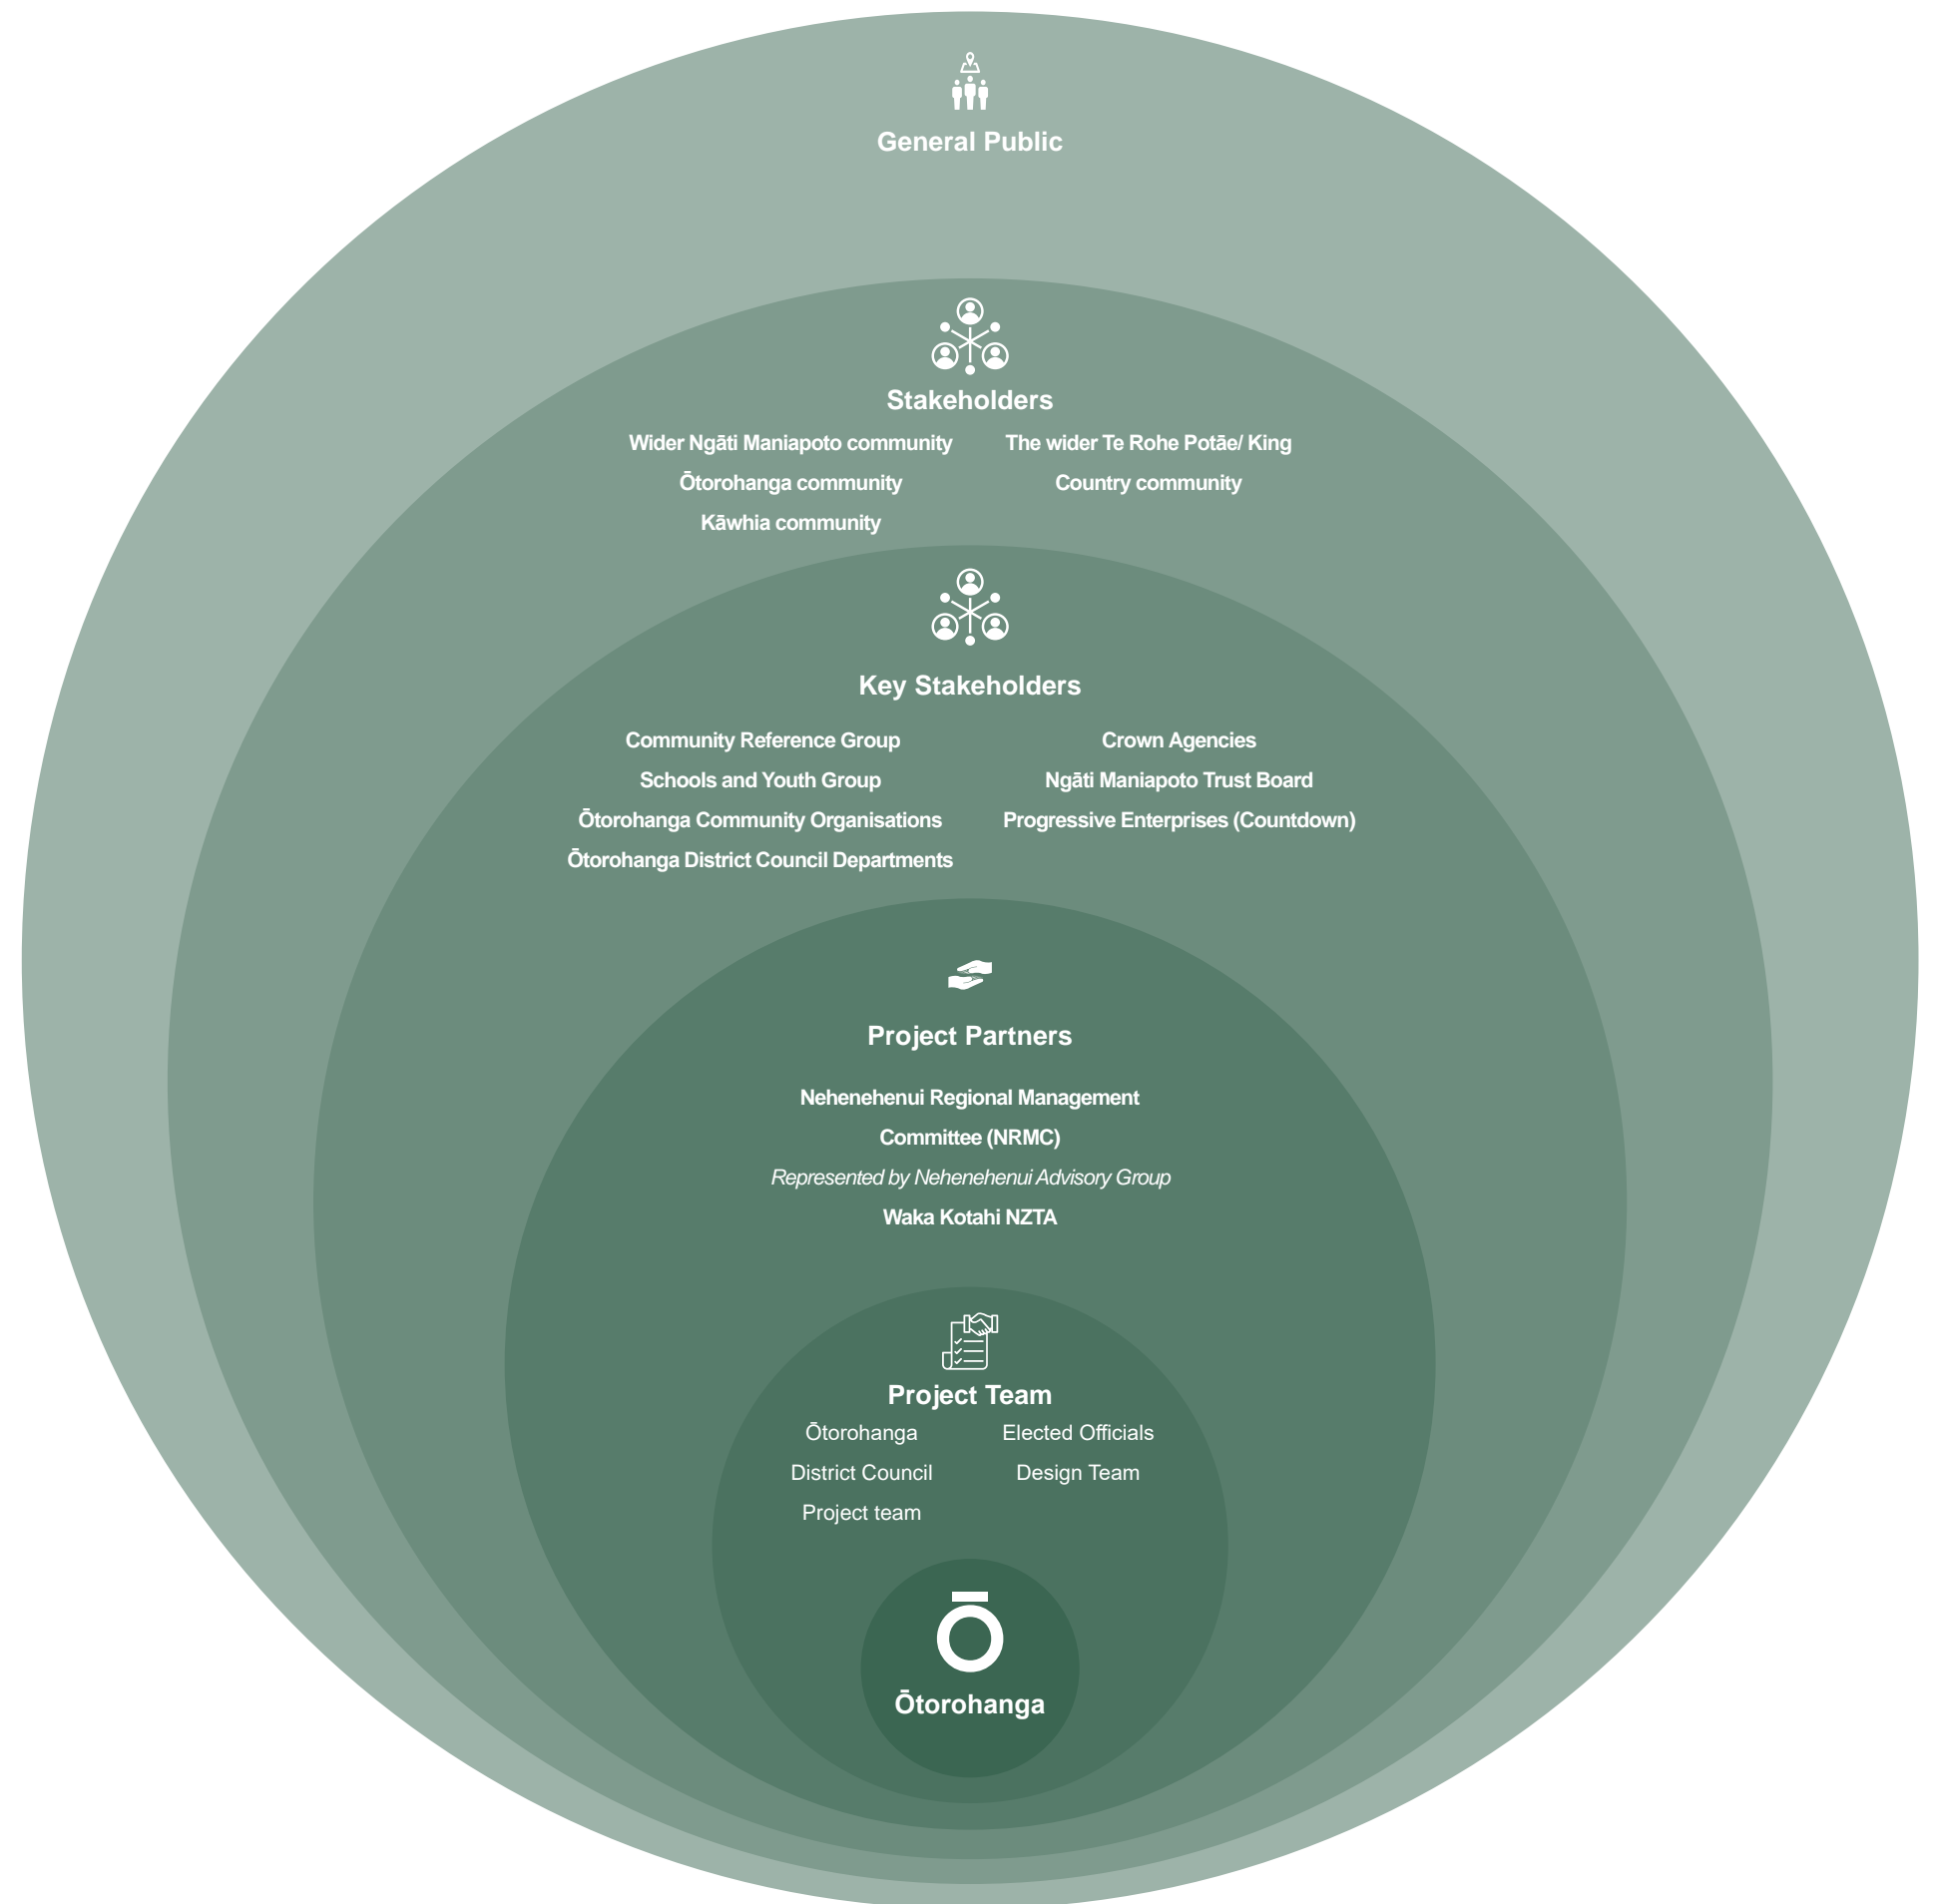 General Public
Stakeholders
Wider Ngāti Maniapoto community
Ōtorohanga community
Kāwhia community
The wider Te Rohe Potāe/ King
Country community
Key Stakeholders
Community Reference Group
Schools and Youth Group
Ōtorohanga Community Organisations
Ōtorohanga District Council Departments
Crown Agencies
Ngāti Maniapoto Trust Board
Progressive Enterprises (Countdown)
Project Partners
Nehenehenui Regional Management
Committee (NRMC)
Represented by Nehenehenui Advisory Group
Waka Kotahi NZTA
Project Team
Ōtorohanga
District Council
Project team
Elected Officials
Design Team
Ō
Ōtorohanga